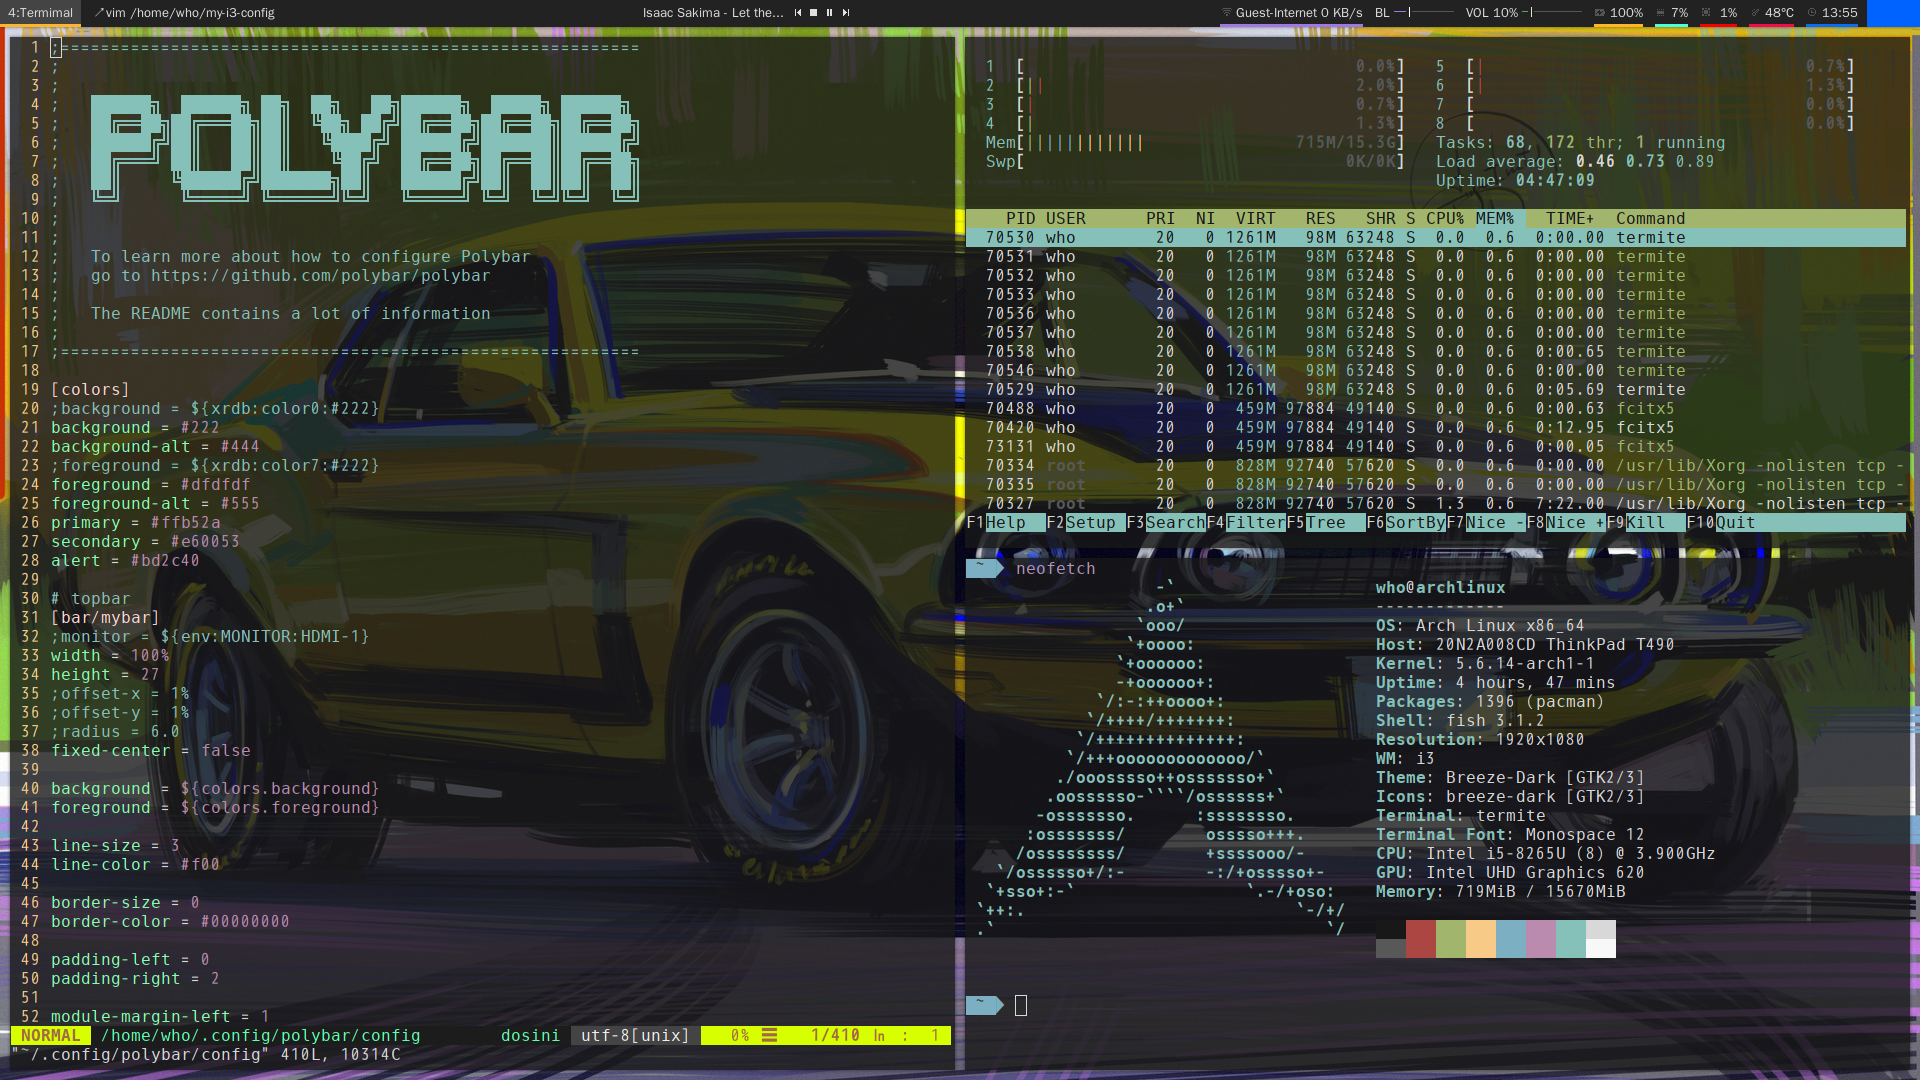 4:Termimal
↗vim /home/who/my-i3-config
Isaac Sakima - Let the...
Guest-Internet 0 KB/s
BL
VOL 10%
100%
7%
1%
48°C
13:55
1 ;==========================================================
2 ;
3 ;
4 ;
5 ;
6 ;
7 ;
8 ;
9 ;
POLYBAR
10 ;
11 ;
12 ;   To learn more about how to configure Polybar
13 ;   go to https://github.com/polybar/polybar
14 ;
15 ;   The README contains a lot of information
16 ;
17 ;==========================================================
18
19 [colors]
20 ;background = ${xrdb:color0:#222}
21 background = #222
22 background-alt = #444
23 ;foreground = ${xrdb:color7:#222}
24 foreground = #dfdfdf
25 foreground-alt = #555
26 primary = #ffb52a
27 secondary = #e60053
28 alert = #bd2c40
29
30 # topbar
31 [bar/mybar]
32 ;monitor = ${env:MONITOR:HDMI-1}
33 width = 100%
34 height = 27
35 ;offset-x = 1%
36 ;offset-y = 1%
37 ;radius = 6.0
38 fixed-center = false
39
40 background = ${colors.background}
41 foreground = ${colors.foreground}
42
43 line-size = 3
44 line-color = #f00
45
46 border-size = 0
47 border-color = #00000000
48
49 padding-left = 0
50 padding-right = 2
51
52 module-margin-left = 1
NORMAL /home/who/.config/polybar/config dosini utf-8[unix] 0% ☰ 1/410 ln : 1
"~/.config/polybar/config" 410L, 10314C
1 [ 0.0%] 5 [| 0.7%]
2 [|| 2.0%] 6 [| 1.3%]
3 [| 0.7%] 7 [ 0.0%]
4 [| 1.3%] 8 [ 0.0%]
Mem[|||||||||||| 715M/15.3G] Tasks: 68, 172 thr; 1 running
Swp[ 0K/0K] Load average: 0.46 0.73 0.89
Uptime: 04:47:09
PID USER PRI NI VIRT RES SHR S CPU% MEM% TIME+ Command
70530 who 20 0 1261M 98M 63248 S 0.0 0.6 0:00.00 termite
70531 who 20 0 1261M 98M 63248 S 0.0 0.6 0:00.00 termite
70532 who 20 0 1261M 98M 63248 S 0.0 0.6 0:00.00 termite
70533 who 20 0 1261M 98M 63248 S 0.0 0.6 0:00.00 termite
70536 who 20 0 1261M 98M 63248 S 0.0 0.6 0:00.00 termite
70537 who 20 0 1261M 98M 63248 S 0.0 0.6 0:00.00 termite
70538 who 20 0 1261M 98M 63248 S 0.0 0.6 0:00.65 termite
70546 who 20 0 1261M 98M 63248 S 0.0 0.6 0:00.00 termite
70529 who 20 0 1261M 98M 63248 S 0.0 0.6 0:05.69 termite
70488 who 20 0 459M 97884 49140 S 0.0 0.6 0:00.63 fcitx5
70420 who 20 0 459M 97884 49140 S 0.0 0.6 0:12.95 fcitx5
73131 who 20 0 459M 97884 49140 S 0.0 0.6 0:00.05 fcitx5
70334 root 20 0 828M 92740 57620 S 0.0 0.6 0:00.00 /usr/lib/Xorg -nolisten tcp -
70335 root 20 0 828M 92740 57620 S 0.0 0.6 0:00.00 /usr/lib/Xorg -nolisten tcp -
70327 root 20 0 828M 92740 57620 S 1.3 0.6 7:22.00 /usr/lib/Xorg -nolisten tcp -
F1Help F2Setup F3SearchF4FilterF5Tree F6SortByF7Nice -F8Nice +F9Kill F10Quit
~ neofetch
-`
.o+` who@archlinux
-------------
`ooo/ OS: Arch Linux x86_64
`+oooo: Host: 20N2A008CD ThinkPad T490
`+oooooo: Kernel: 5.6.14-arch1-1
-+oooooo+: Uptime: 4 hours, 47 mins
`/:-:++oooo+: Packages: 1396 (pacman)
`/++++/+++++++: Shell: fish 3.1.2
`/++++++++++++++: Resolution: 1920x1080
`/+++ooooooooooooo/` WM: i3
./ooosssso++osssssso+` Theme: Breeze-Dark [GTK2/3]
.oossssso-````/ossssss+` Icons: breeze-dark [GTK2/3]
-osssssso. :ssssssso. Terminal: termite
:osssssss/ osssso+++. Terminal Font: Monospace 12
/ossssssss/ +ssssooo/- CPU: Intel i5-8265U (8) @ 3.900GHz
`/ossssso+/:- -:/+osssso+- GPU: Intel UHD Graphics 620
`+sso+:-` `.-/+oso: Memory: 719MiB / 15670MiB
`++:. `-/+/
.` `/
~